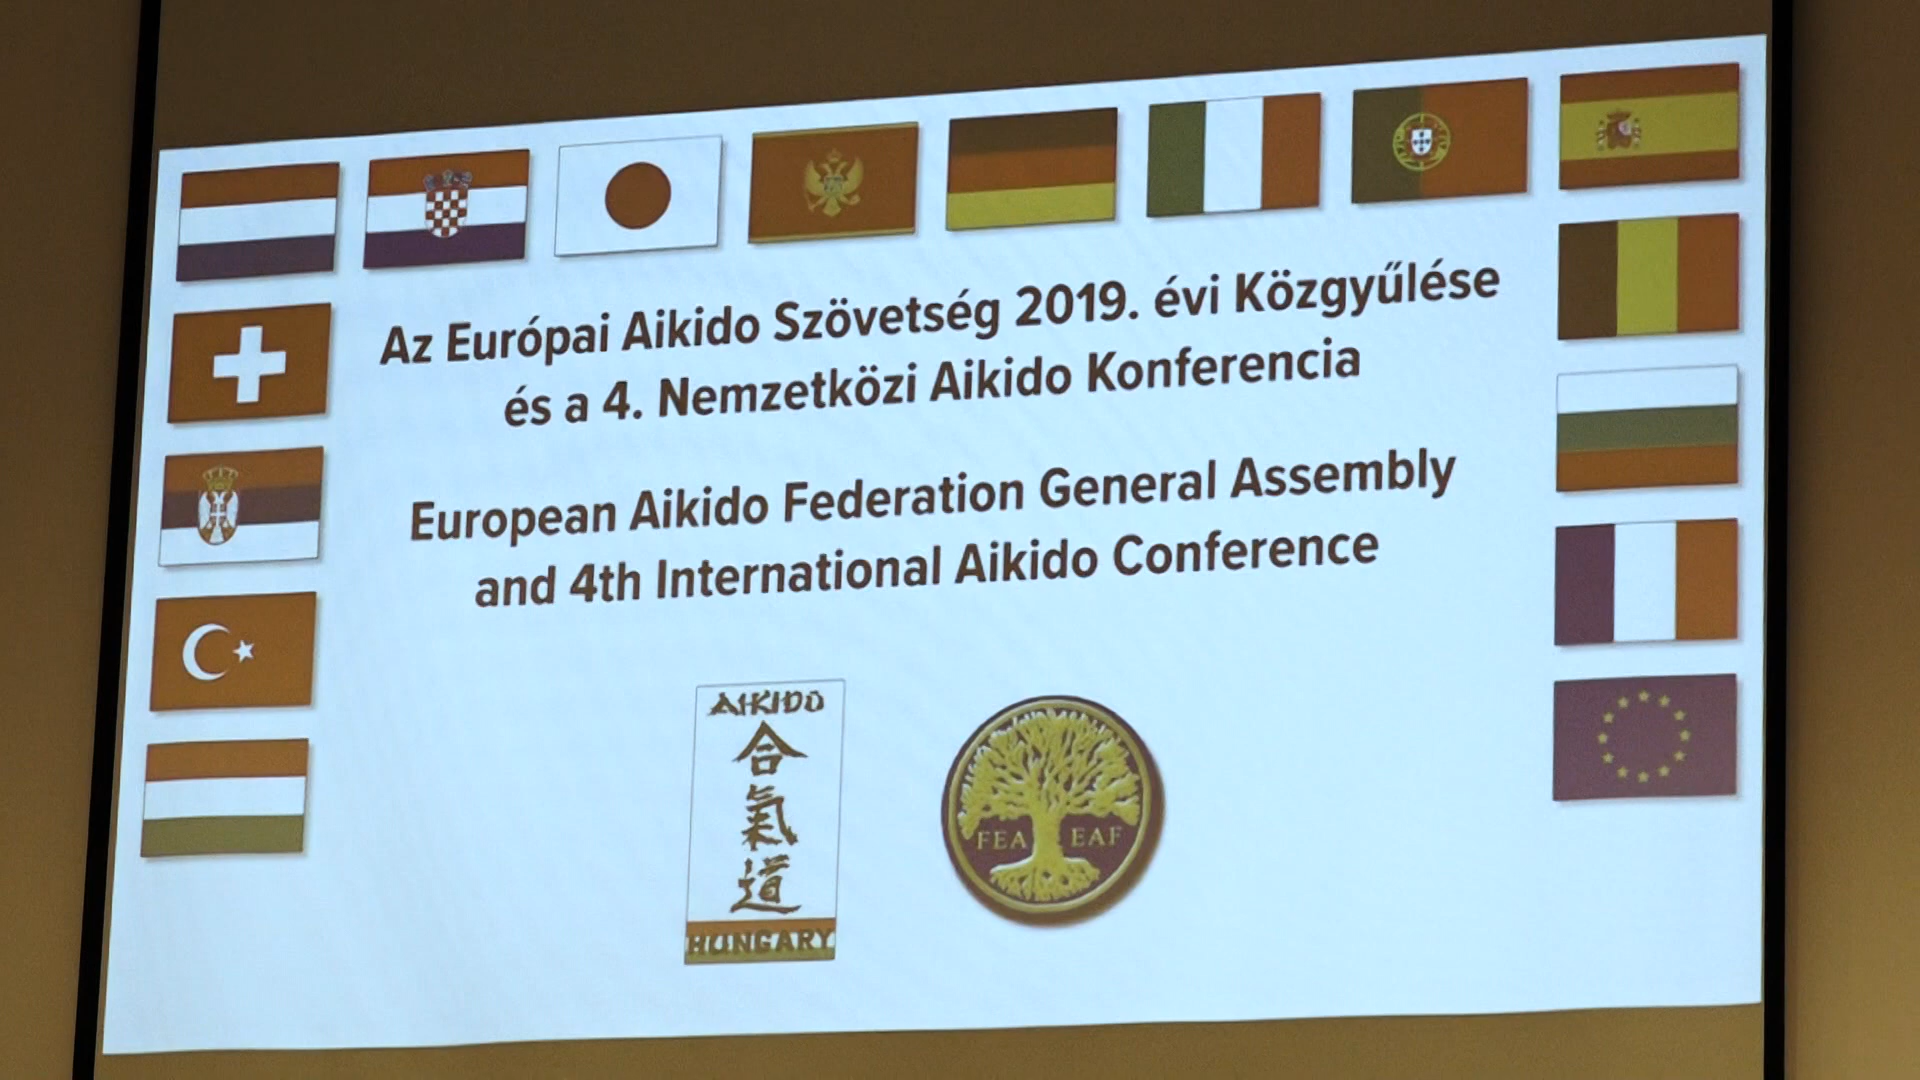 Az Európai Aikido Szövetség 2019. évi Közgyűlése
és a 4. Nemzetközi Aikido Konferencia
European Aikido Federation General Assembly
and 4th International Aikido Conference
AIKIDO
合
氣
道
HUNGARY
FEA EAF